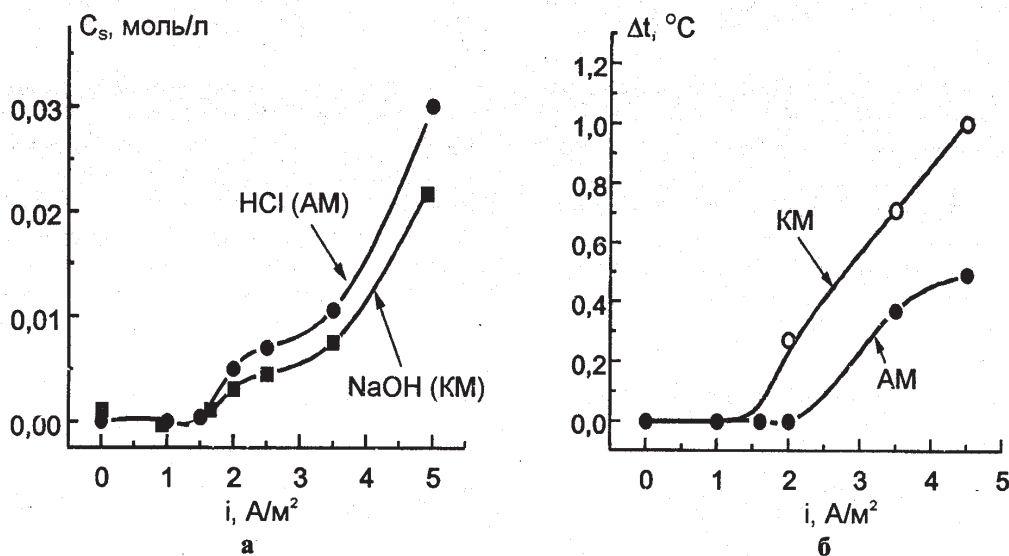 Cs, моль/л
0,03
0,02
0,01
0,00
HCl (AM)
NaOH (KM)
0 1 2 3 4 5
i, А/м²
а
Δt, °C
1,2
1,0
0,8
0,6
0,4
0,2
0,0
КМ
АМ
0 1 2 3 4 5
i, А/м²
б